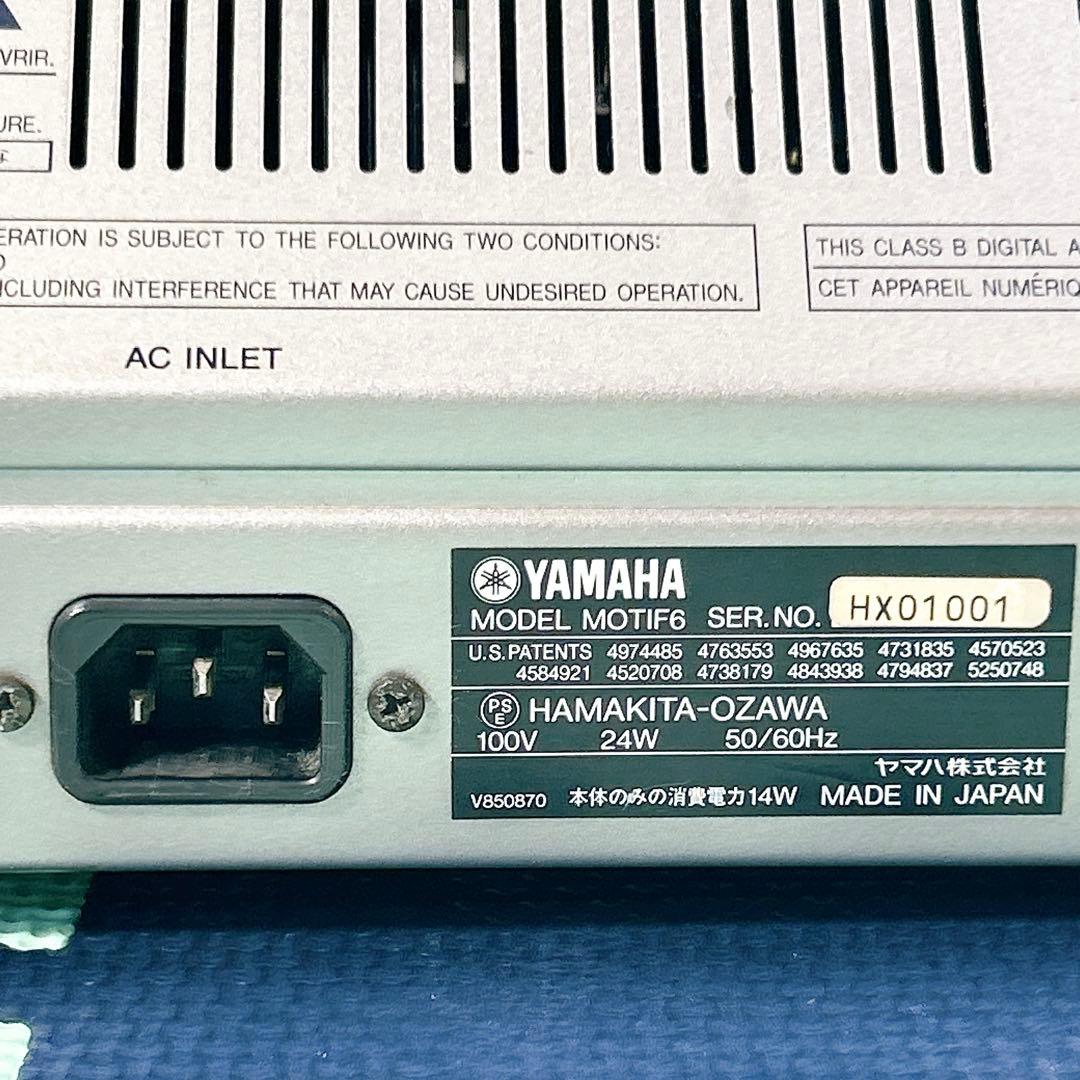 VRIR.
URE.
ERATION IS SUBJECT TO THE FOLLOWING TWO CONDITIONS:
NCLUDING INTERFERENCE THAT MAY CAUSE UNDESIRED OPERATION.
THIS CLASS B DIGITAL A
CET APPAREIL NUMÉRIQ
AC INLET
YAMAHA
MODEL MOTIF6 SER.NO. HX01001
U.S.PATENTS 4974485 4763553 4967635 4731835 4570523
4584921 4520708 4738179 4843938 4794837 5250748
PSE HAMAKITA-OZAWA
100V 24W 50/60Hz
ヤマハ株式会社
V850870 本体のみの消費電力14W MADE IN JAPAN